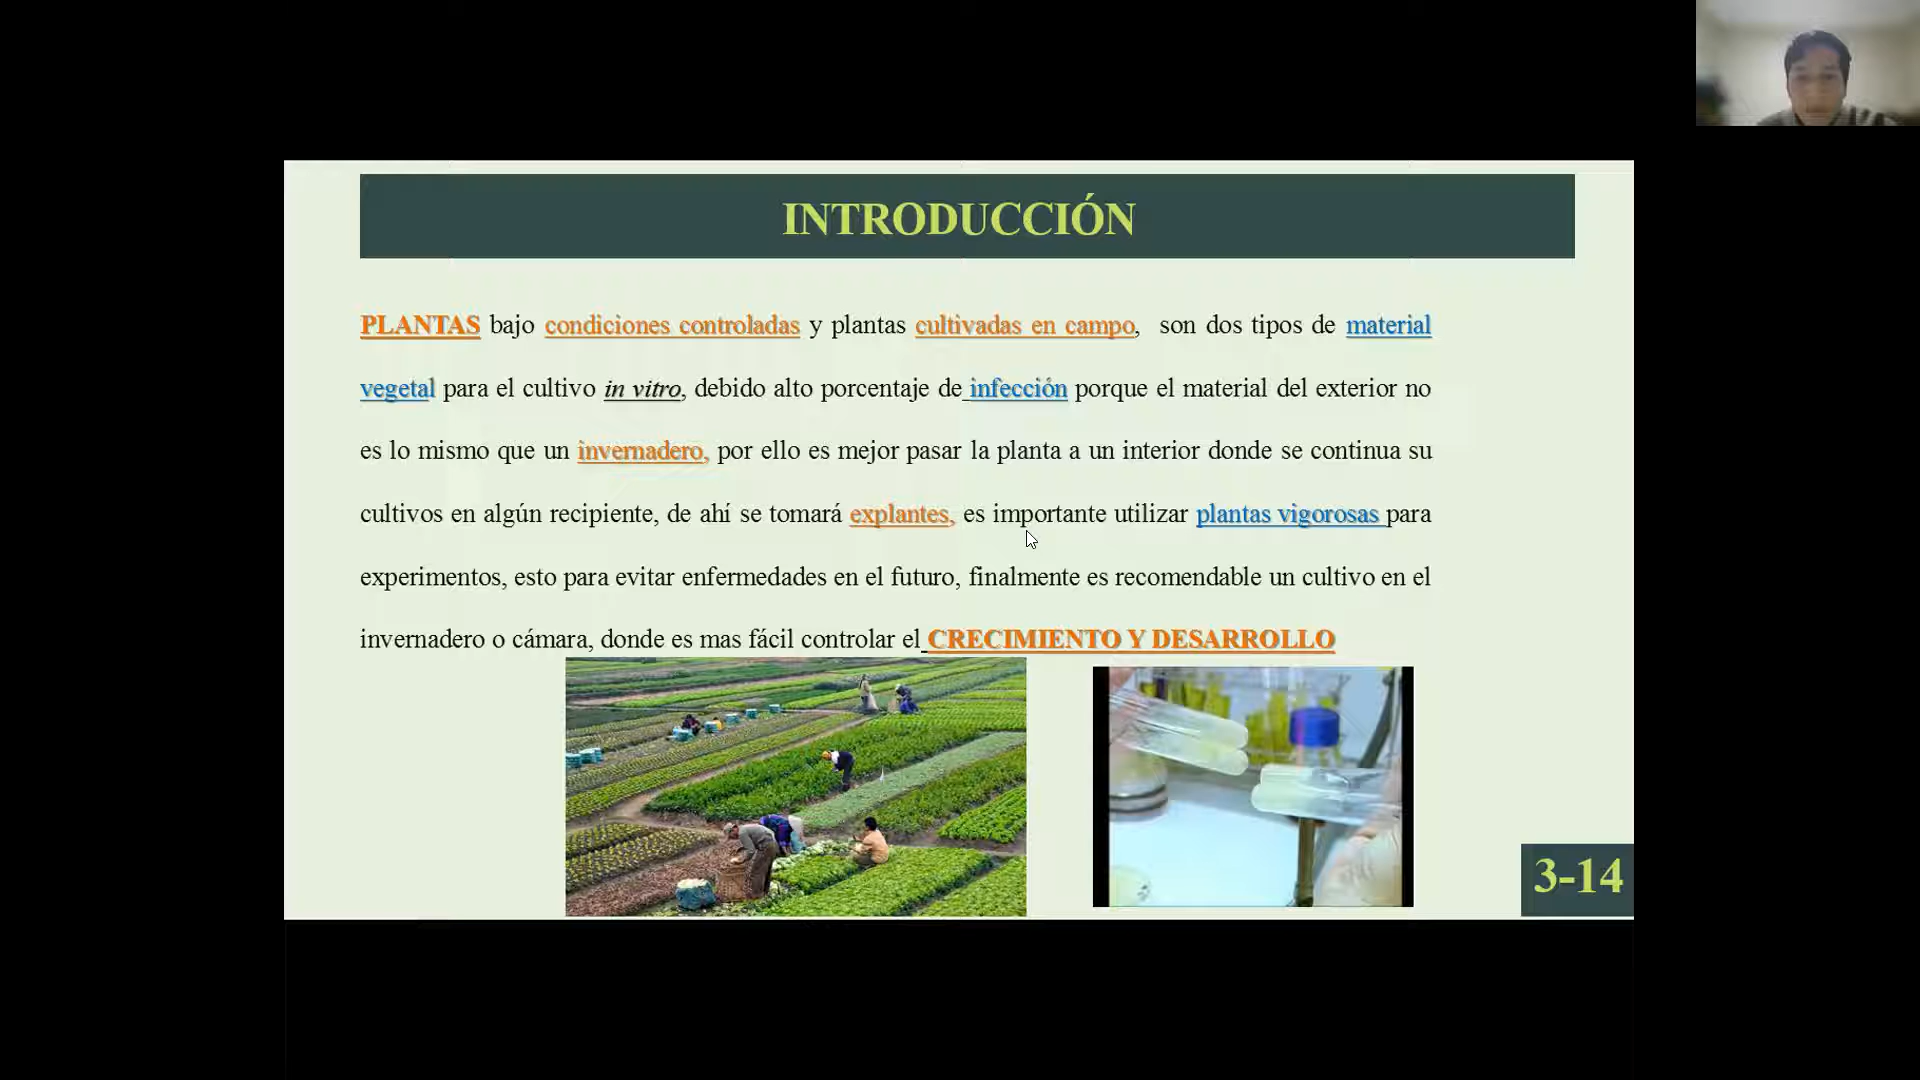 INTRODUCCIÓN
PLANTAS bajo condiciones controladas y plantas cultivadas en campo, son dos tipos de material
vegetal para el cultivo in vitro, debido alto porcentaje de infección porque el material del exterior no
es lo mismo que un invernadero, por ello es mejor pasar la planta a un interior donde se continua su
cultivos en algún recipiente, de ahí se tomará explantes, es importante utilizar plantas vigorosas para
experimentos, esto para evitar enfermedades en el futuro, finalmente es recomendable un cultivo en el
invernadero o cámara, donde es mas fácil controlar el CRECIMIENTO Y DESARROLLO
3-14